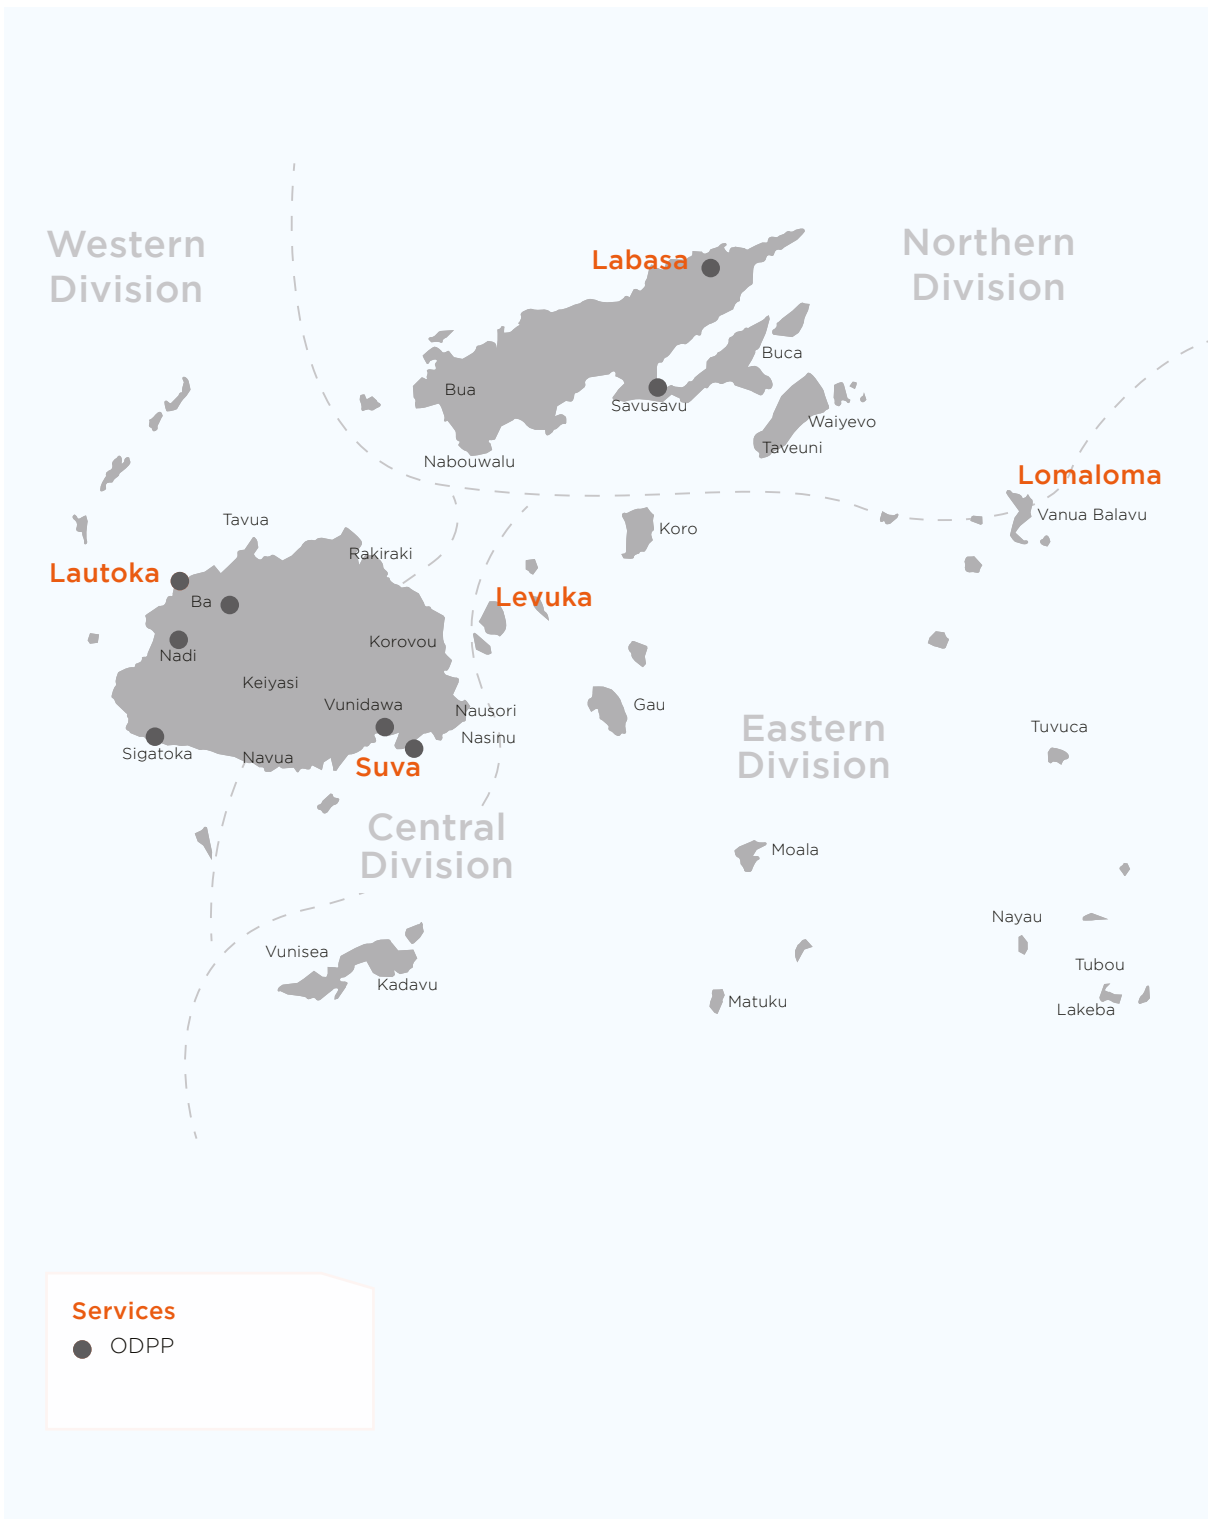 Western
Division
Northern
Division
Labasa
Buca
Bua
Savusavu
Waiyevo
Taveuni
Nabouwalu
Lomaloma
Vanua Balavu
Tavua
Koro
Rakiraki
Lautoka
Ba
Levuka
Korovou
Nadi
Keiyasi
Vunidawa
Nausori
Gau
Eastern
Division
Tuvuca
Nasinu
Sigatoka
Navua
Suva
Central
Division
Moala
Nayau
Vunisea
Tubou
Kadavu
Matuku
Lakeba
Services
ODPP